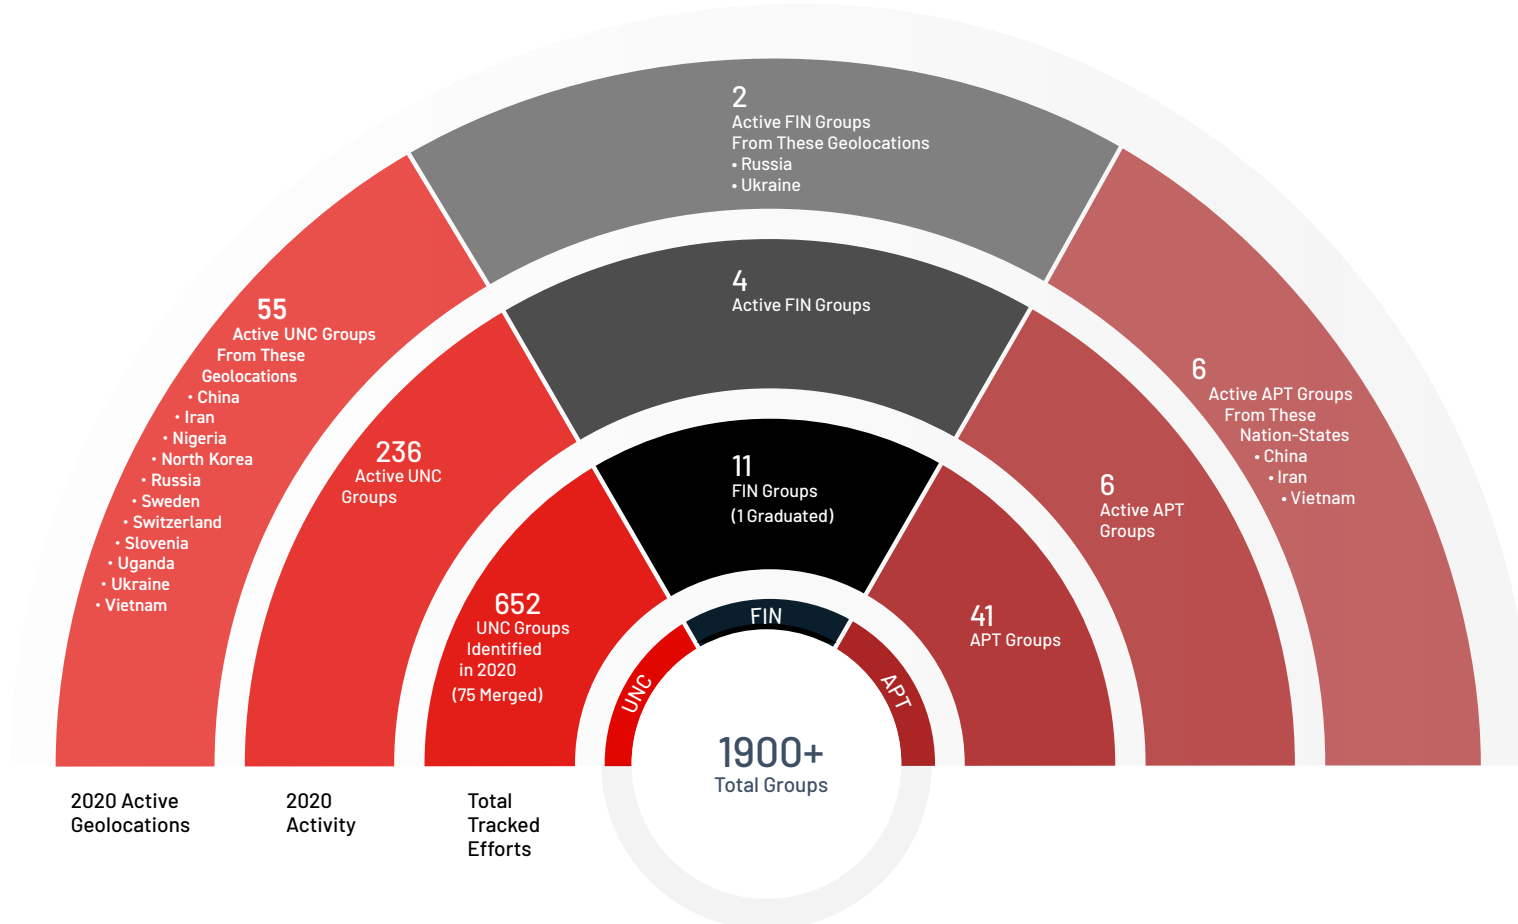 2
Active FIN Groups
From These Geolocations
• Russia
• Ukraine
4
Active FIN Groups
11
FIN Groups
(1 Graduated)
55
Active UNC Groups
From These
Geolocations
• China
• Iran
• Nigeria
• North Korea
• Russia
• Sweden
• Switzerland
• Slovenia
• Uganda
• Ukraine
• Vietnam
236
Active UNC
Groups
652
UNC Groups
Identified
in 2020
(75 Merged)
6
Active APT Groups
From These
Nation-States
• China
• Iran
• Vietnam
6
Active APT
Groups
41
APT Groups
UNC
FIN
APT
1900+
Total Groups
2020 Active
Geolocations
2020
Activity
Total
Tracked
Efforts